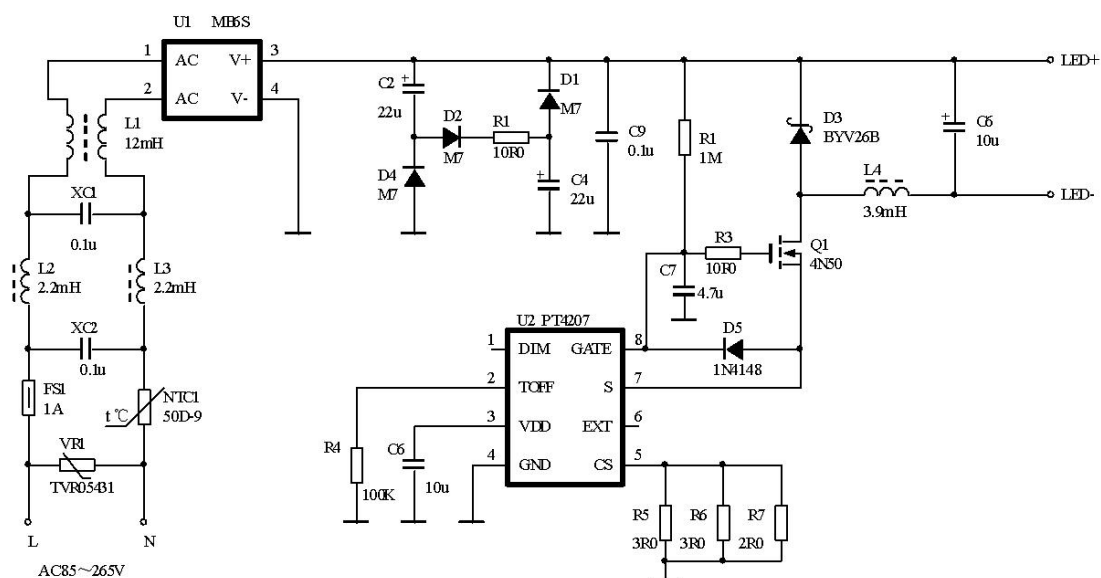 U1 MB6S
1 AC V+ 3
2 AC V- 4
L1
12mH
XC1
0.1u
L2
2.2mH
L3
2.2mH
XC2
0.1u
FS1
1A
NTC1
50D-9
t℃
VR1
TVR05431
L N
AC85～265V
C2
22u
+
D1
M7
D2
M7
R1
10R0
D4
M7
C4
22u
+
C9
0.1u
R1
1M
D3
BYV26B
C6
10u
+
LED+
L4
3.9mH
LED-
Q1
4N50
R3
10R0
C7
4.7u
U2 PT4207
1 DIM GATE 8
2 TOFF S 7
3 VDD EXT 6
4 GND CS 5
D5
1N4148
R4
100K
C6
10u
R5
3R0
R6
3R0
R7
2R0